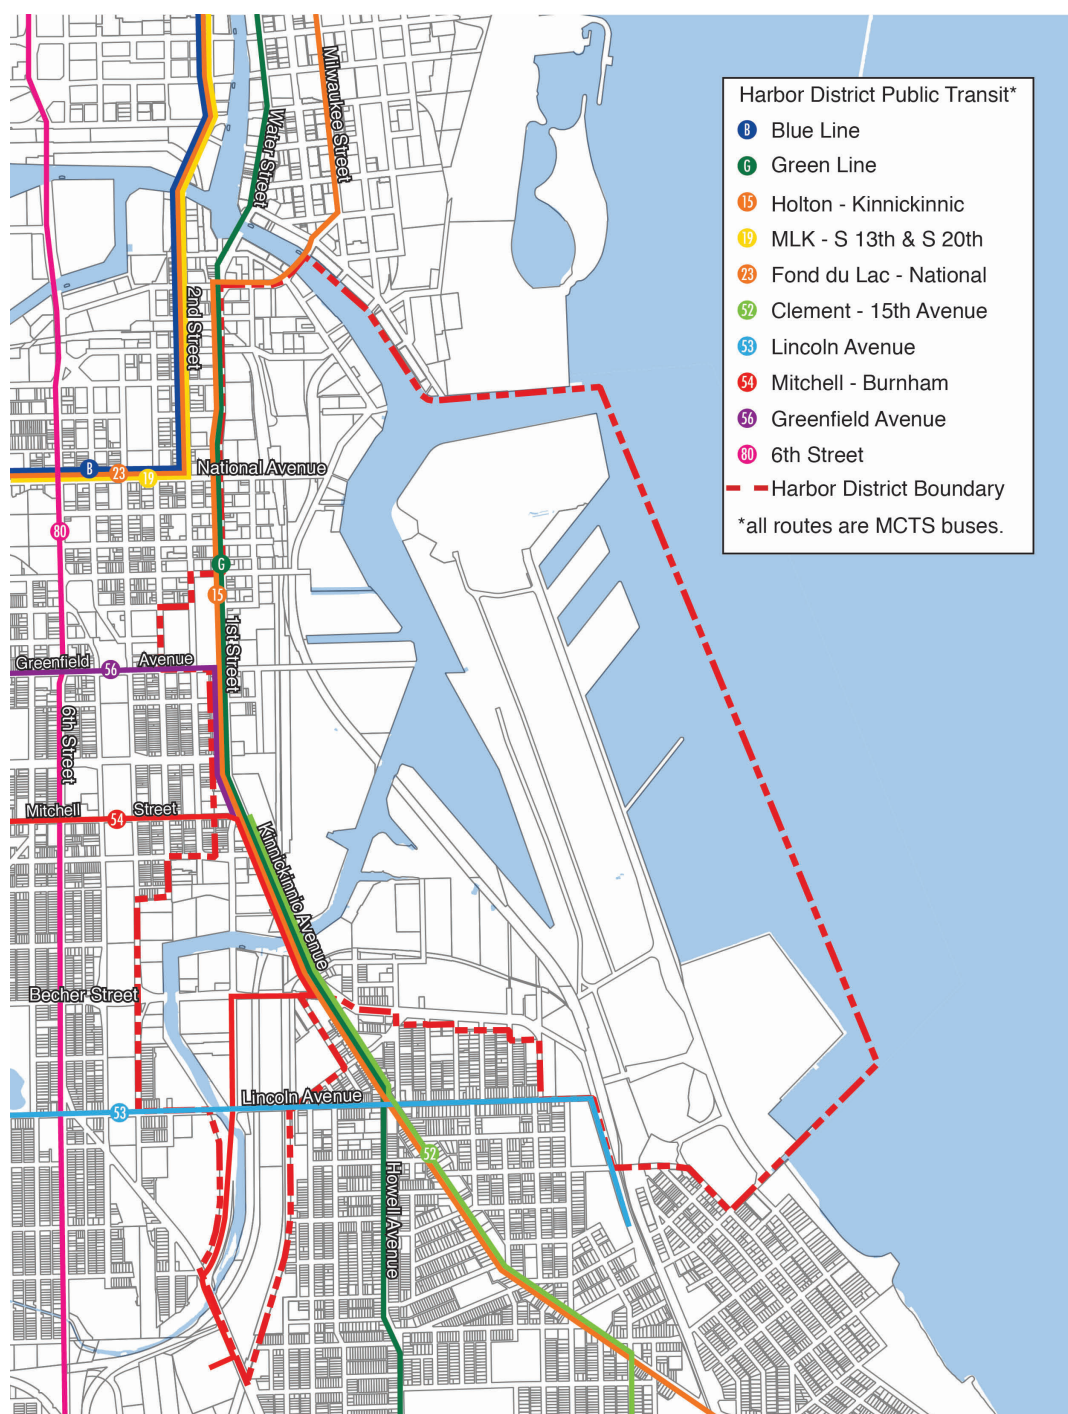 Harbor District Public Transit*
B Blue Line
G Green Line
15 Holton - Kinnickinnic
19 MLK - S 13th & S 20th
23 Fond du Lac - National
52 Clement - 15th Avenue
53 Lincoln Avenue
54 Mitchell - Burnham
56 Greenfield Avenue
80 6th Street
Harbor District Boundary
*all routes are MCTS buses.
Milwaukee Street
Water Street
2nd Street
National Avenue
B
23
19
80
G
15
1st Street
Greenfield Avenue
56
6th Street
Mitchell Street
54
Kinnickinnic Avenue
Becher Street
Lincoln Avenue
53
52
Howell Avenue